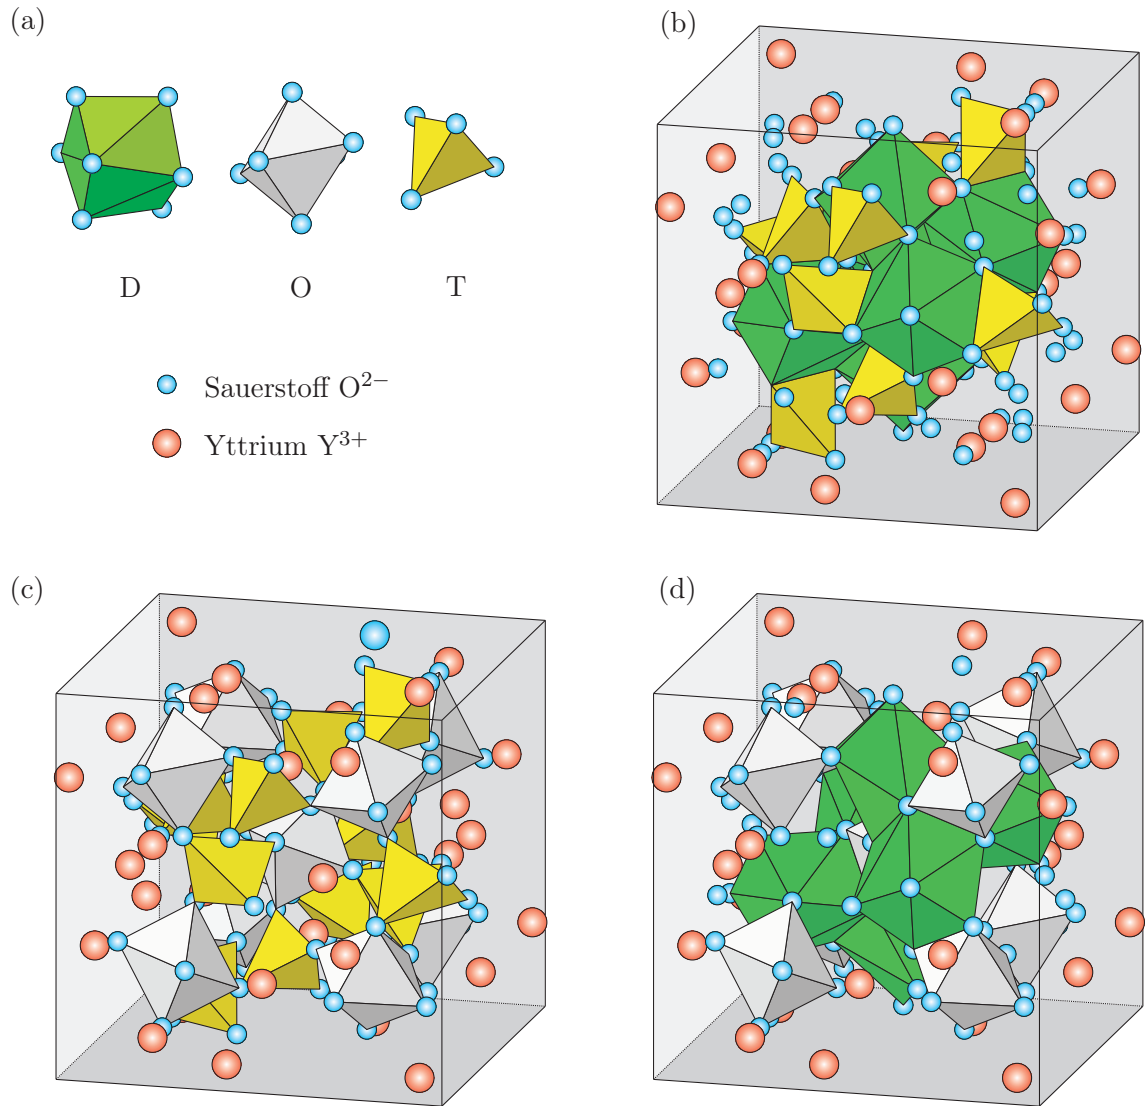 (a)
(b)
D O T
Sauerstoff O²⁻
Yttrium Y³⁺
(c)
(d)